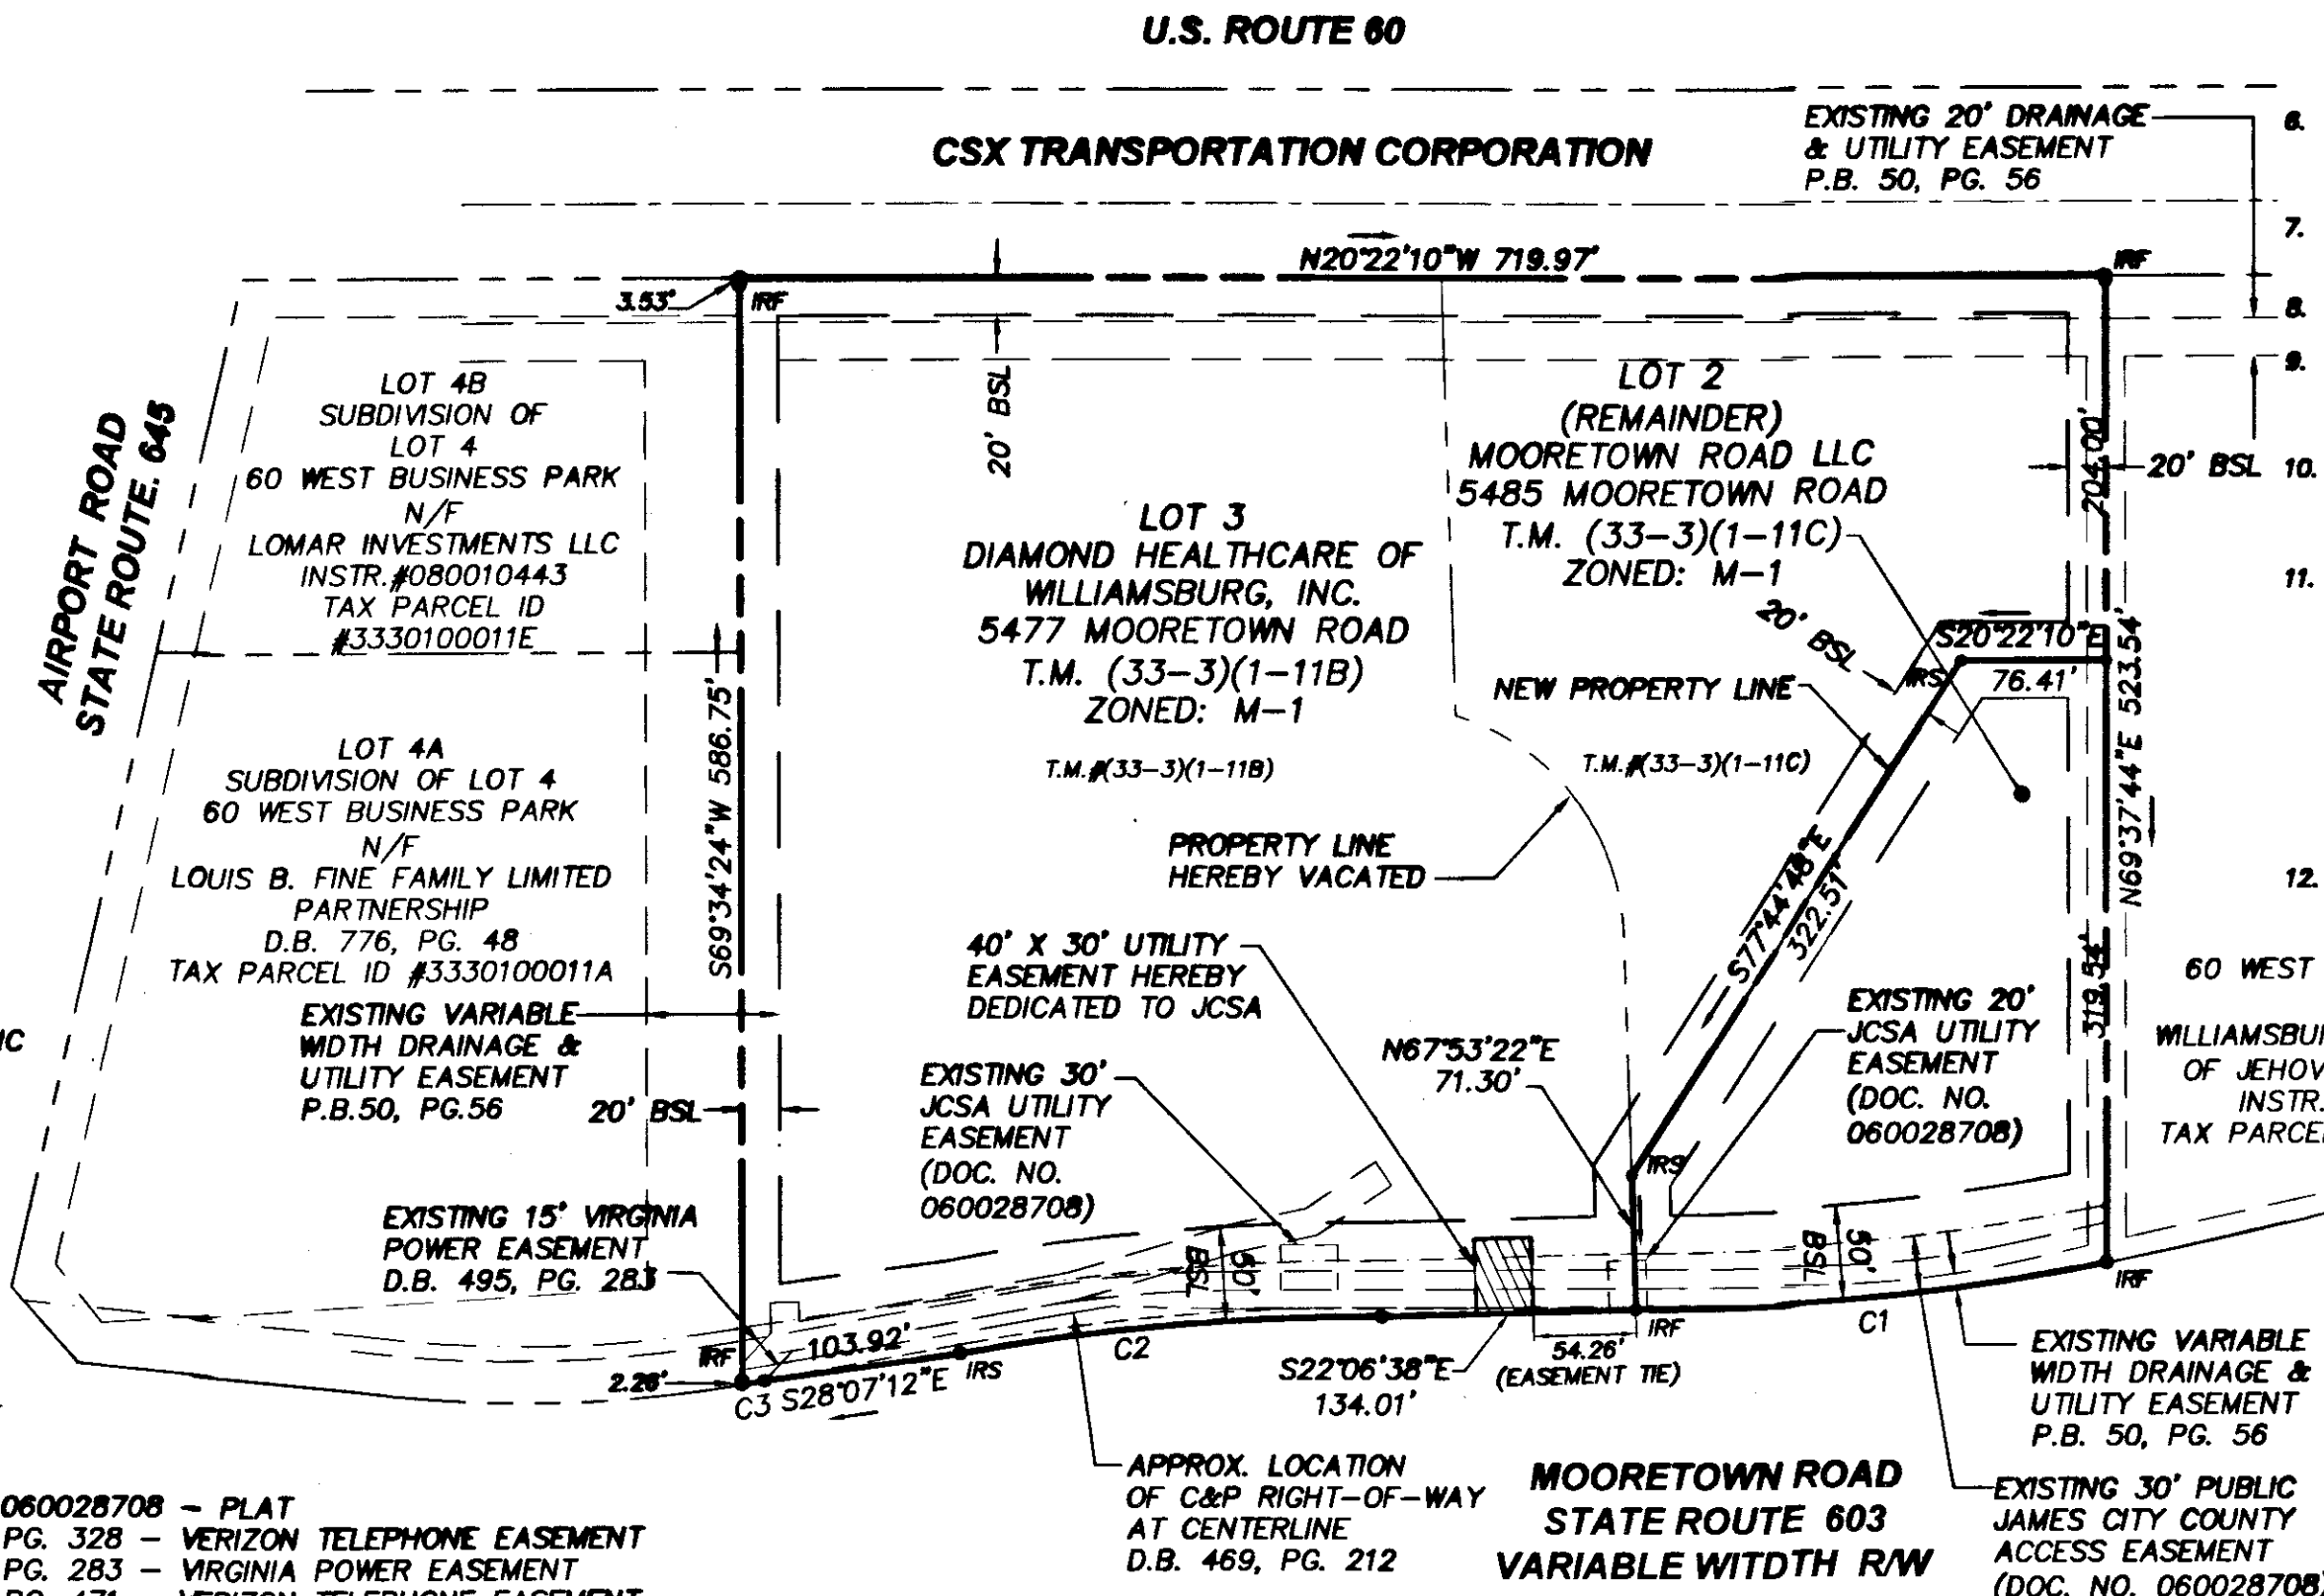 U.S. ROUTE 60
CSX TRANSPORTATION CORPORATION
EXISTING 20' DRAINAGE
& UTILITY EASEMENT
P.B. 50, PG. 56
6.
7.
8.
9.
10.
11.
12.
N20°22'10"W 719.97'
IRF
3.53'
IRF
20' BSL
LOT 4B
SUBDIVISION OF
LOT 4
60 WEST BUSINESS PARK
N/F
LOMAR INVESTMENTS LLC
INSTR.#080010443
TAX PARCEL ID
#3330100011E
AIRPORT ROAD
STATE ROUTE. 645
LOT 2
(REMAINDER)
MOORETOWN ROAD LLC
5485 MOORETOWN ROAD
T.M. (33-3)(1-11C)
ZONED: M-1
204.00'
20' BSL
LOT 3
DIAMOND HEALTHCARE OF
WILLIAMSBURG, INC.
5477 MOORETOWN ROAD
T.M. (33-3)(1-11B)
ZONED: M-1
T.M.#(33-3)(1-11B)
20' BSL
S20°22'10"E
IRS
76.41'
NEW PROPERTY LINE
T.M.#(33-3)(1-11C)
N69°37'44"E 523.54'
S69°34'24"W 586.75'
LOT 4A
SUBDIVISION OF LOT 4
60 WEST BUSINESS PARK
N/F
LOUIS B. FINE FAMILY LIMITED
PARTNERSHIP
D.B. 776, PG. 48
TAX PARCEL ID #3330100011A
PROPERTY LINE
HEREBY VACATED
S77°44'48"E
322.51'
40' X 30' UTILITY
EASEMENT HEREBY
DEDICATED TO JCSA
319.54'
60 WEST
WILLIAMSBU
OF JEHOV
INSTR.
TAX PARCE
EXISTING VARIABLE
WIDTH DRAINAGE &
UTILITY EASEMENT
P.B.50, PG.56
20' BSL
IC
EXISTING 20'
JCSA UTILITY
EASEMENT
(DOC. NO.
060028708)
N67°53'22"E
71.30'
EXISTING 30'
JCSA UTILITY
EASEMENT
(DOC. NO.
060028708)
IRS
EXISTING 15' VIRGINIA
POWER EASEMENT
D.B. 495, PG. 283
50'
BSL
50'
BSL
IRF
IRF
103.92'
2.26'
C3
S28°07'12"E
IRS
C2
S22°06'38"E
134.01'
54.26'
(EASEMENT TIE)
IRF
C1
EXISTING VARIABLE
WIDTH DRAINAGE &
UTILITY EASEMENT
P.B. 50, PG. 56
APPROX. LOCATION
OF C&P RIGHT-OF-WAY
AT CENTERLINE
D.B. 469, PG. 212
MOORETOWN ROAD
STATE ROUTE 603
VARIABLE WITDTH R/W
EXISTING 30' PUBLIC
JAMES CITY COUNTY
ACCESS EASEMENT
(DOC. NO. 060028708)
060028708 - PLAT
PG. 328 - VERIZON TELEPHONE EASEMENT
PG. 283 - VIRGINIA POWER EASEMENT
PG. 471 - VERIZON TELEPHONE EASEMENT